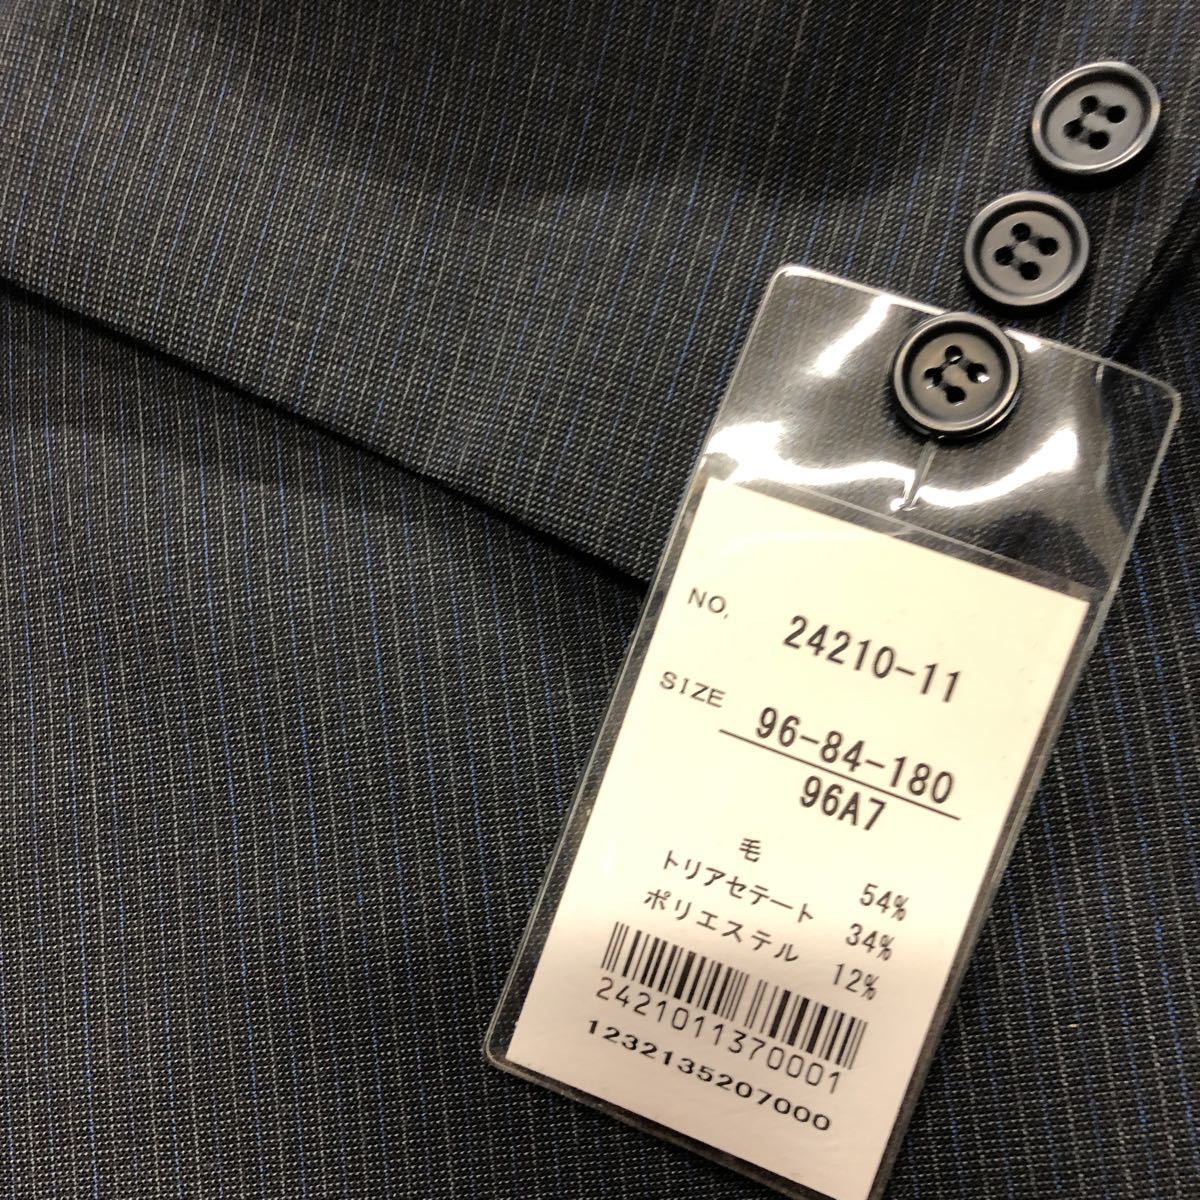 NO. 24210-11
SIZE 96-84-180
96A7
毛 54%
トリアセテート 34%
ポリエステル 12%
2421011370001
1232135207000